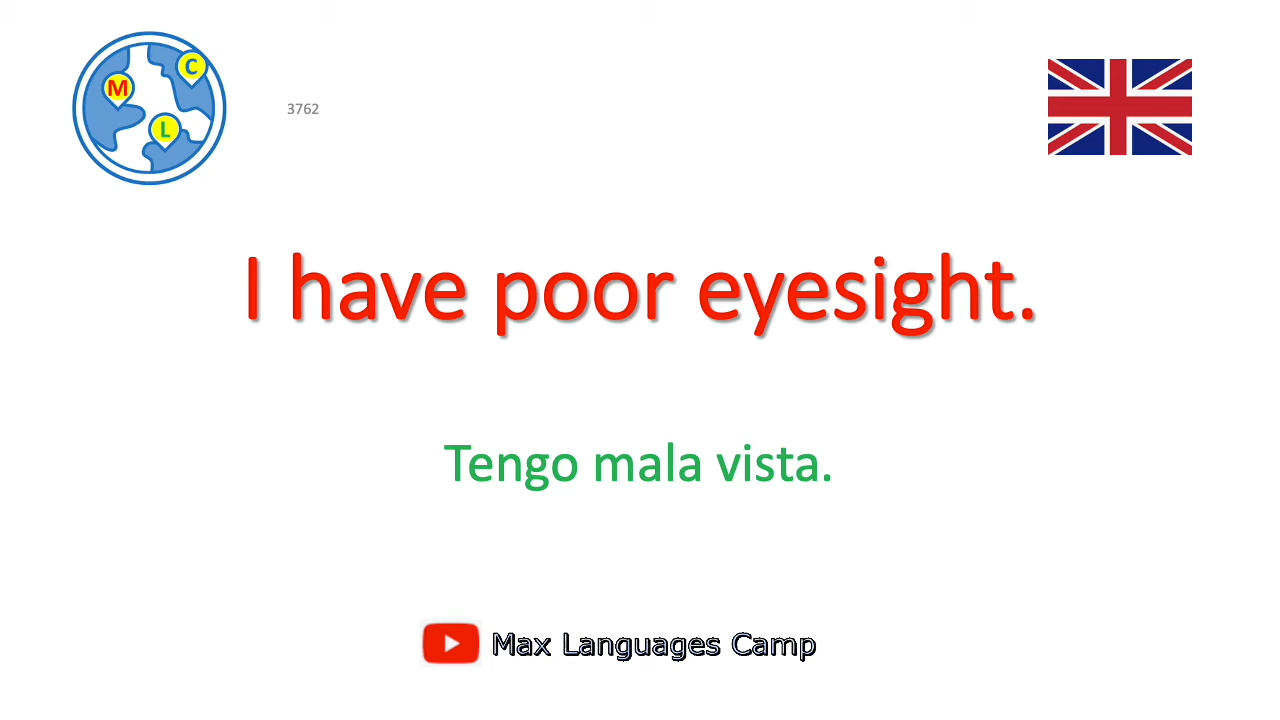 M
C
L
3762
I have poor eyesight.
Tengo mala vista.
Max Languages Camp